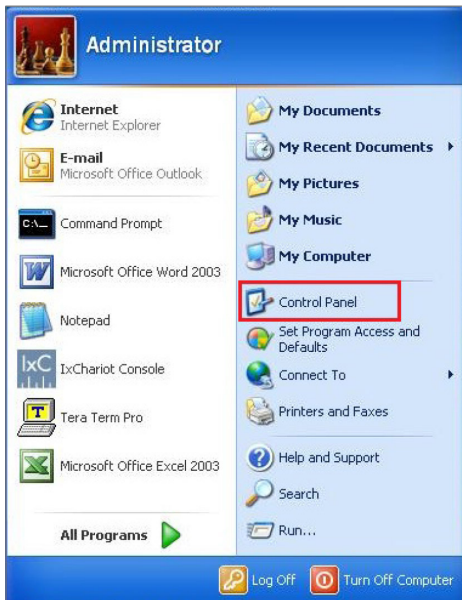 Administrator
Internet
Internet Explorer
E-mail
Microsoft Office Outlook
C:\_
Command Prompt
W
Microsoft Office Word 2003
Notepad
IxC
IxChariot Console
T
Tera Term Pro
Microsoft Office Excel 2003
All Programs
My Documents
My Recent Documents
My Pictures
My Music
My Computer
Control Panel
Set Program Access and
Defaults
Connect To
Printers and Faxes
Help and Support
Search
Run...
Log Off
Turn Off Computer